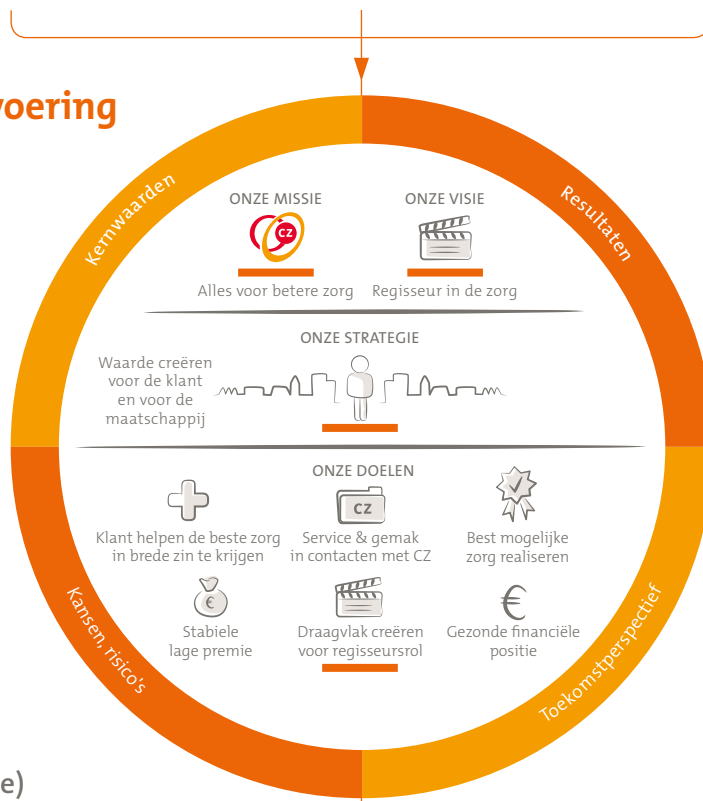 voering
Kernwaarden
Resultaten
ONZE MISSIE
ONZE VISIE
CZ
Alles voor betere zorg
Regisseur in de zorg
ONZE STRATEGIE
Waarde creëren
voor de klant
en voor de
maatschappij
ONZE DOELEN
CZ
Klant helpen de beste zorg
in brede zin te krijgen
Service & gemak
in contacten met CZ
Best mogelijke
zorg realiseren
€
€
Stabiele
lage premie
Draagvlak creëren
voor regisseursrol
Gezonde financiële
positie
Kansen, risico's
Toekomstperspectief
e)